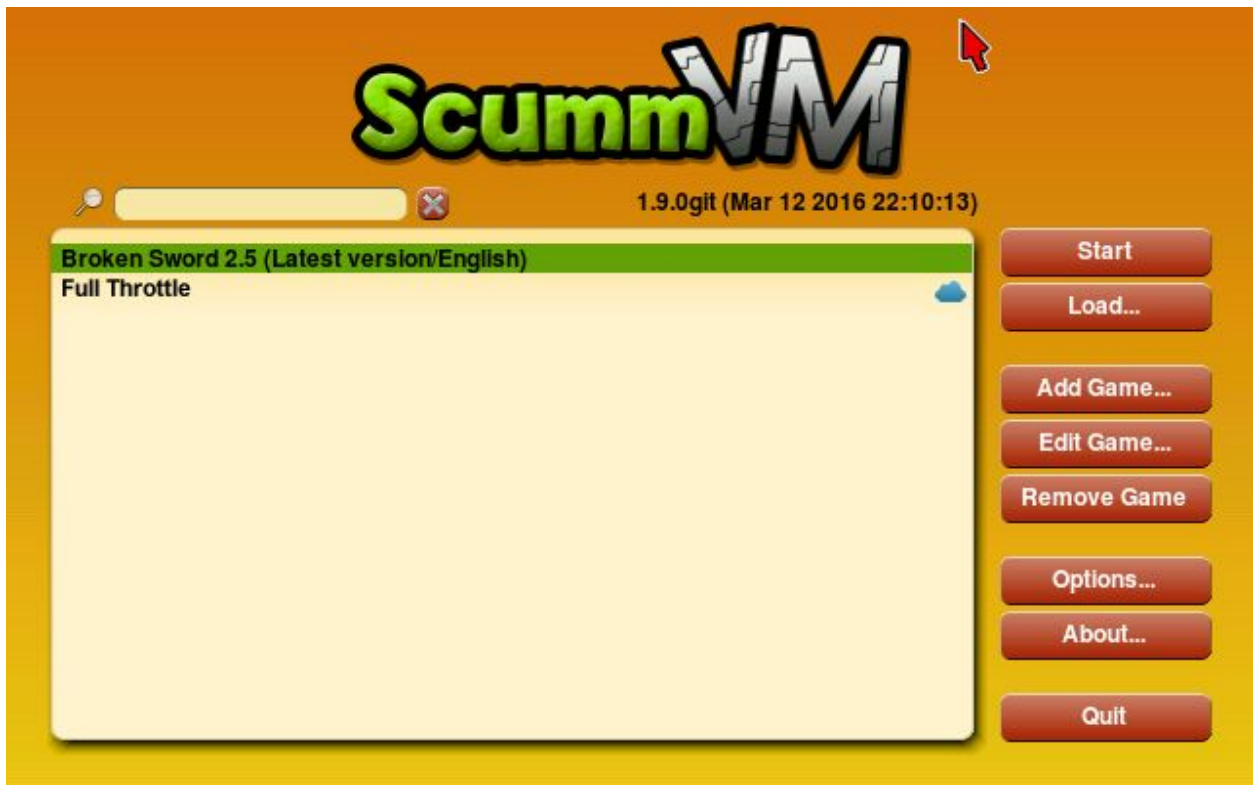 ScummVM
1.9.0git (Mar 12 2016 22:10:13)
Broken Sword 2.5 (Latest version/English)
Full Throttle
Start
Load...
Add Game...
Edit Game...
Remove Game
Options...
About...
Quit